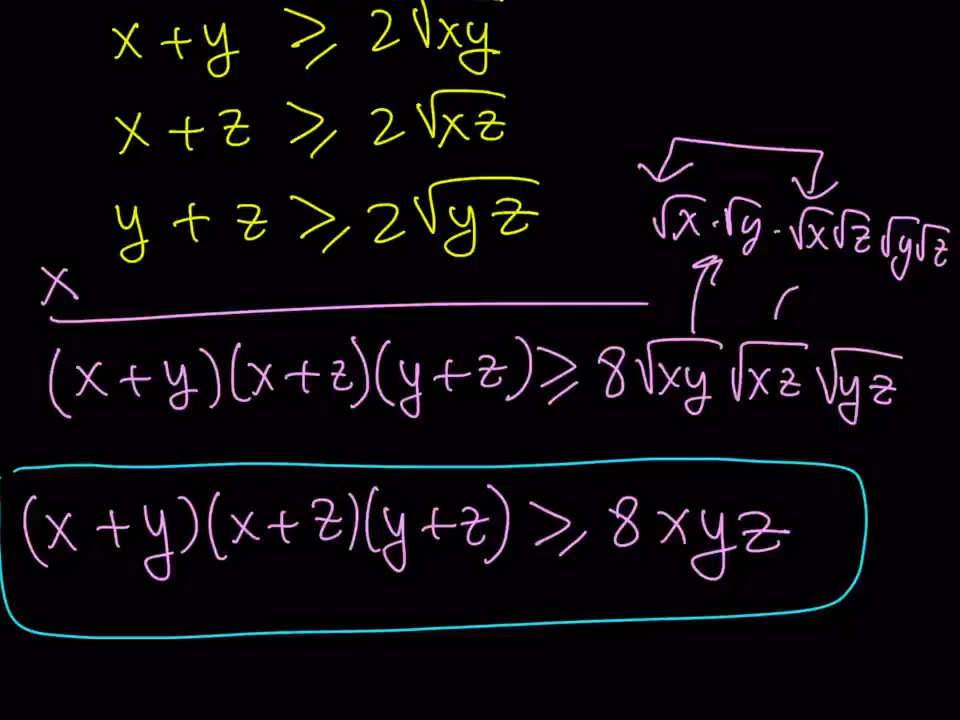 x + y ≥ 2√xy
x + z ≥ 2√xz
y + z ≥ 2√yz
√x · √y · √x √z √y √z
x
(x + y)(x + z)(y + z) ≥ 8√xy √xz √yz
(x + y)(x + z)(y + z) ≥ 8xyz